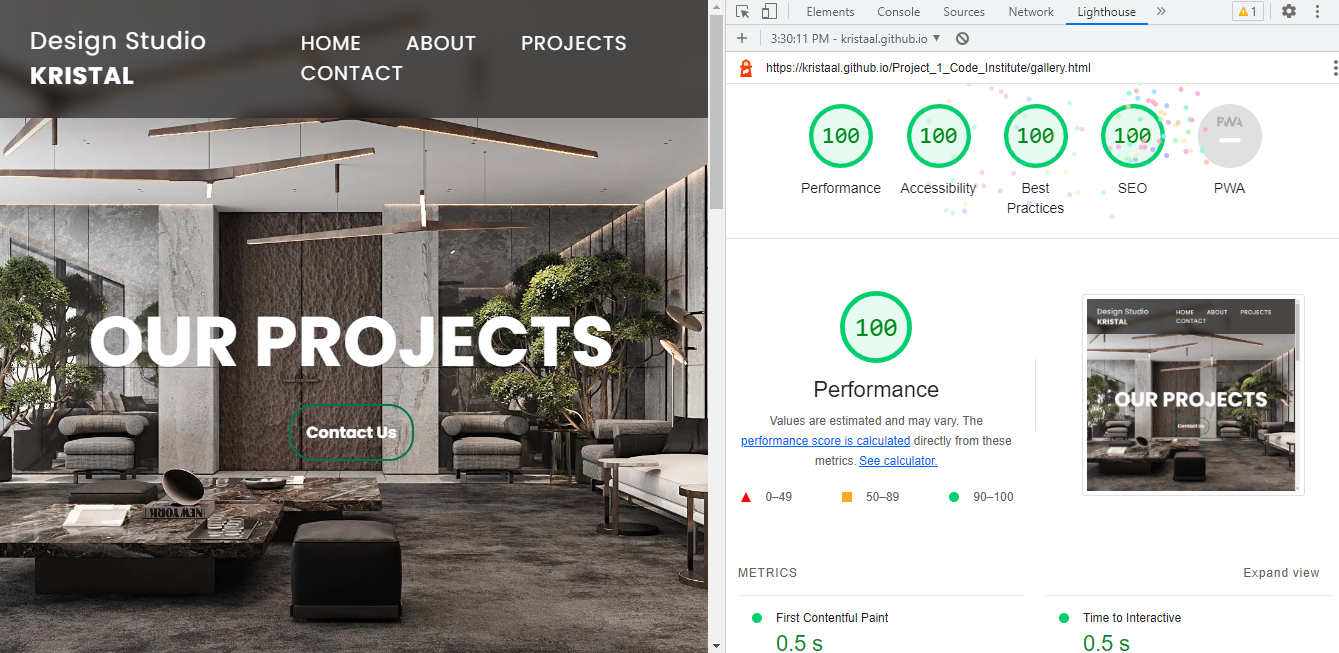 Design Studio
KRISTAL
HOME ABOUT PROJECTS
CONTACT
OUR PROJECTS
Contact Us
NEW YORK
Elements Console Sources Network Lighthouse » 1
+ 3:30:11 PM - kristaal.github.io ▼
https://kristaal.github.io/Project_1_Code_Institute/gallery.html
100 100 100 100 PWA
Performance Accessibility Best Practices SEO PWA
100
Performance
Values are estimated and may vary. The
performance score is calculated directly from these
metrics. See calculator.
0–49 50–89 90–100
Design Studio
KRISTAL
HOME ABOUT PROJECTS
CONTACT
OUR PROJECTS
Contact Us
METRICS Expand view
First Contentful Paint Time to Interactive
0.5 s 0.5 s